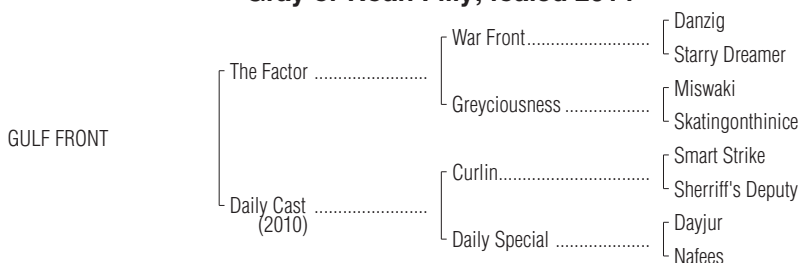 Danzig
War Front
Starry Dreamer
The Factor
Miswaki
Greyciousness
Skatingonthinice
GULF FRONT
Smart Strike
Curlin
Sherriff's Deputy
Daily Cast
(2010)
Dayjur
Daily Special
Nafees